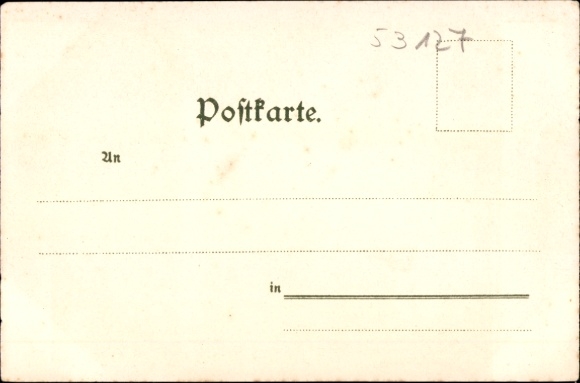 53127
Poſtkarte.
An
in